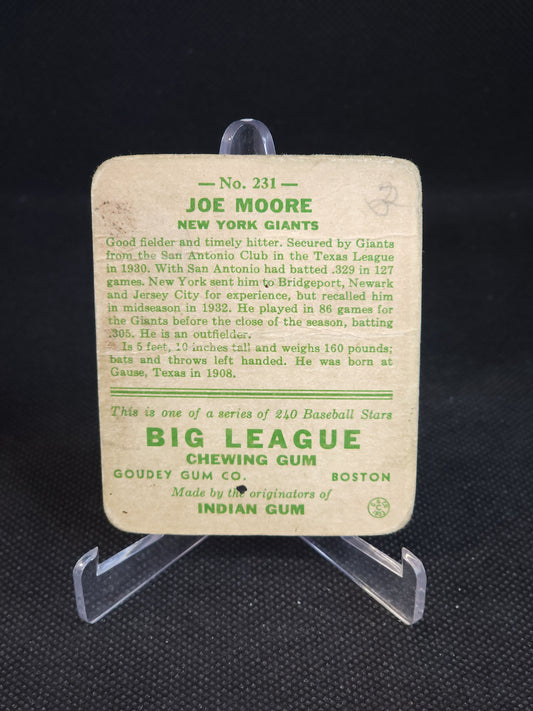 — No. 231 —
JOE MOORE
NEW YORK GIANTS
Good fielder and timely hitter. Secured by Giants
from the San Antonio Club in the Texas League
in 1930. With San Antonio had batted .329 in 127
games. New York sent him to Bridgeport, Newark
and Jersey City for experience, but recalled him
in midseason in 1932. He played in 86 games for
the Giants before the close of the season, batting
.305. He is an outfielder.
Is 5 feet, 10 inches tall and weighs 160 pounds;
bats and throws left handed. He was born at
Gause, Texas in 1908.
This is one of a series of 240 Baseball Stars
BIG LEAGUE
CHEWING GUM
GOUDEY GUM CO. BOSTON
Made by the originators of
INDIAN GUM